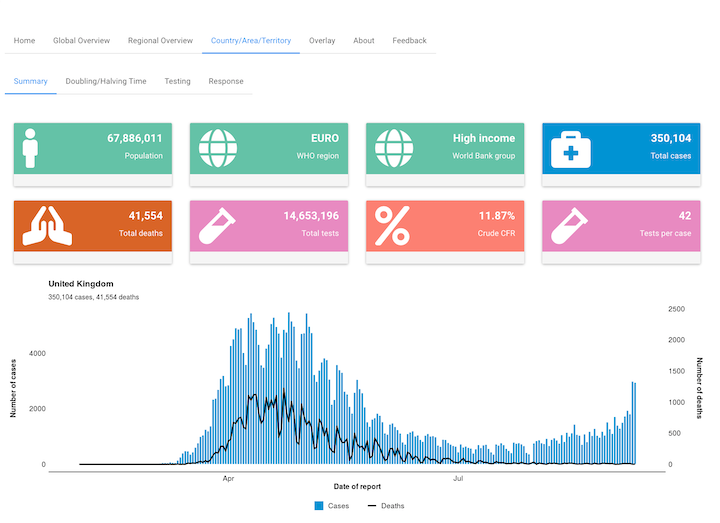 Home Global Overview Regional Overview Country/Area/Territory Overlay About Feedback
Summary Doubling/Halving Time Testing Response
67,886,011 EURO High income 350,104
Population WHO region World Bank group Total cases
41,554 14,653,196 11.87% 42
Total deaths Total tests Crude CFR Tests per case
United Kingdom
350,104 cases, 41,554 deaths
Number of cases
4000
2000
0
2500
2000
1500
1000
500
0
Number of deaths
Apr Jul
Date of report
Cases Deaths